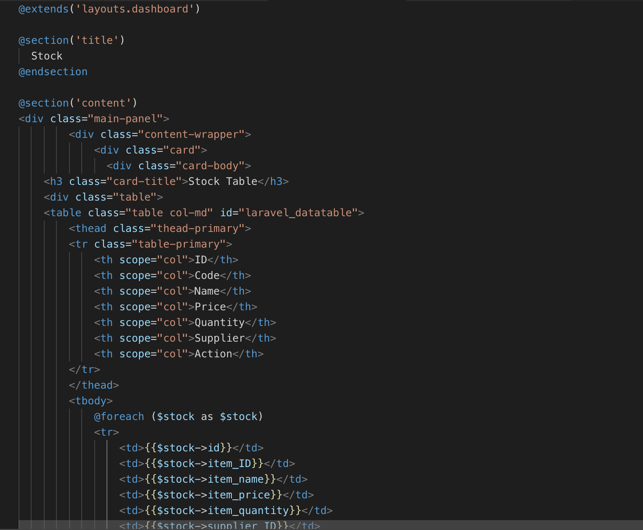 @extends('layouts.dashboard')
@section('title')
Stock
@endsection
@section('content')
<div class="main-panel">
<div class="content-wrapper">
<div class="card">
<div class="card-body">
<h3 class="card-title">Stock Table</h3>
<div class="table">
<table class="table col-md" id="laravel_datatable">
<thead class="thead-primary">
<tr class="table-primary">
<th scope="col">ID</th>
<th scope="col">Code</th>
<th scope="col">Name</th>
<th scope="col">Price</th>
<th scope="col">Quantity</th>
<th scope="col">Supplier</th>
<th scope="col">Action</th>
</tr>
</thead>
<tbody>
@foreach ($stock as $stock)
<tr>
<td>{{$stock->id}}</td>
<td>{{$stock->item_ID}}</td>
<td>{{$stock->item_name}}</td>
<td>{{$stock->item_price}}</td>
<td>{{$stock->item_quantity}}</td>
<td>{{$stock->supplier_ID}}</td>